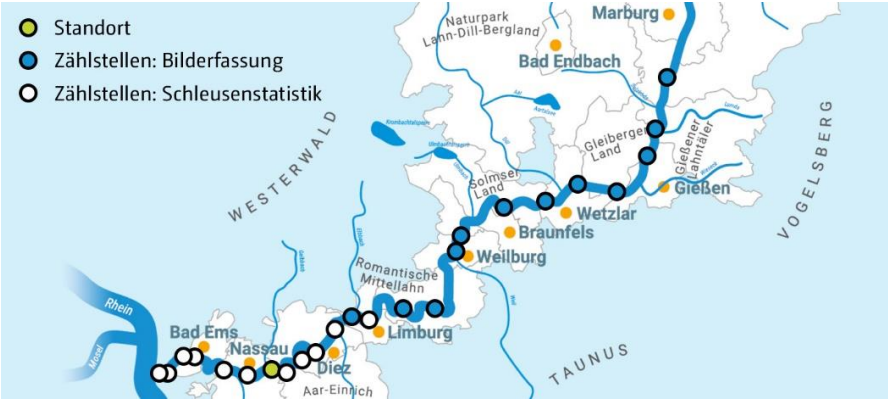 Standort
Zählstellen: Bilderfassung
Zählstellen: Schleusenstatistik
Naturpark
Lahn-Dill-Bergland
Marburg
Bad Endbach
WESTERWALD
VOGELSBERG
Gleiberger
Land
Gießener
Lahntäler
Solmser
Land
Gießen
Wetzlar
Braunfels
Weilburg
Romantische
Mittellahn
Rhein
Mosel
Bad Ems
Nassau
Limburg
Diez
Aar-Einrich
TAUNUS